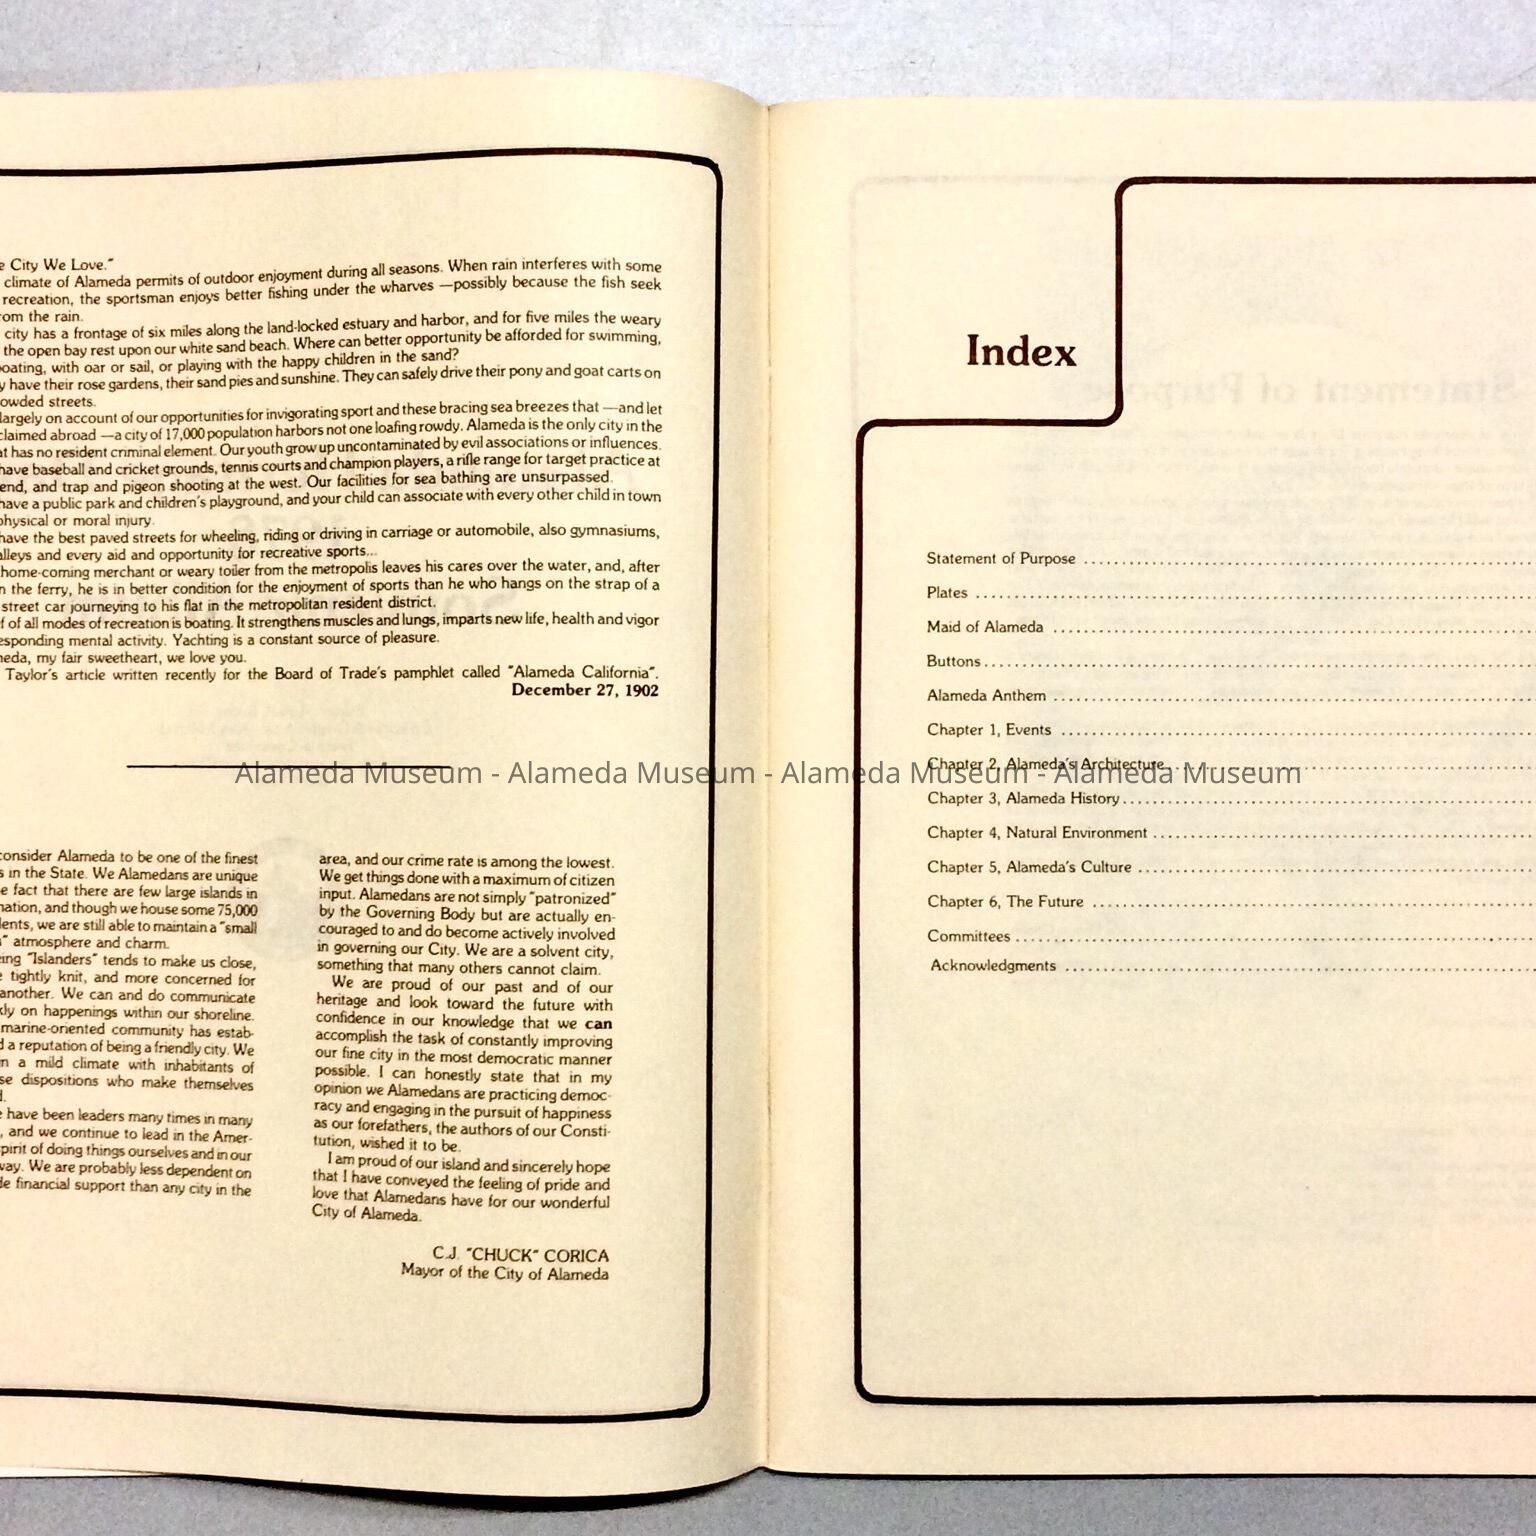 e City We Love."
climate of Alameda permits of outdoor enjoyment during all seasons. When rain interferes with some
recreation, the sportsman enjoys better fishing under the wharves —possibly because the fish seek
rom the rain.
city has a frontage of six miles along the land-locked estuary and harbor, and for five miles the weary
the open bay rest upon our white sand beach. Where can better opportunity be afforded for swimming,
oating, with oar or sail, or playing with the happy children in the sand?
y have their rose gardens, their sand pies and sunshine. They can safely drive their pony and goat carts on
owded streets.
largely on account of our opportunities for invigorating sport and these bracing sea breezes that —and let
claimed abroad —a city of 17,000 population harbors not one loafing rowdy. Alameda is the only city in the
at has no resident criminal element. Our youth grow up uncontaminated by evil associations or influences.
have baseball and cricket grounds, tennis courts and champion players, a rifle range for target practice at
end, and trap and pigeon shooting at the west. Our facilities for sea bathing are unsurpassed.
have a public park and children's playground, and your child can associate with every other child in town
physical or moral injury.
have the best paved streets for wheeling, riding or driving in carriage or automobile, also gymnasiums,
alleys and every aid and opportunity for recreative sports...
home-coming merchant or weary toiler from the metropolis leaves his cares over the water, and, after
n the ferry, he is in better condition for the enjoyment of sports than he who hangs on the strap of a
street car journeying to his flat in the metropolitan resident district.
f of all modes of recreation is boating. It strengthens muscles and lungs, imparts new life, health and vigor
esponding mental activity. Yachting is a constant source of pleasure.
neda, my fair sweetheart, we love you.
Taylor's article written recently for the Board of Trade's pamphlet called "Alameda California".
December 27, 1902
consider Alameda to be one of the finest
s in the State. We Alamedans are unique
e fact that there are few large islands in
nation, and though we house some 75,000
dents, we are still able to maintain a "small
" atmosphere and charm.
eing "Islanders" tends to make us close,
e tightly knit, and more concerned for
another. We can and do communicate
kly on happenings within our shoreline.
marine-oriented community has estab-
d a reputation of being a friendly city. We
in a mild climate with inhabitants of
se dispositions who make themselves
d.
e have been leaders many times in many
, and we continue to lead in the Amer-
spirit of doing things ourselves and in our
way. We are probably less dependent on
de financial support than any city in the
area, and our crime rate is among the lowest.
We get things done with a maximum of citizen
input. Alamedans are not simply "patronized"
by the Governing Body but are actually en-
couraged to and do become actively involved
in governing our City. We are a solvent city,
something that many others cannot claim.
We are proud of our past and of our
heritage and look toward the future with
confidence in our knowledge that we can
accomplish the task of constantly improving
our fine city in the most democratic manner
possible. I can honestly state that in my
opinion we Alamedans are practicing democ-
racy and engaging in the pursuit of happiness
as our forefathers, the authors of our Consti-
tution, wished it to be.
I am proud of our island and sincerely hope
that I have conveyed the feeling of pride and
love that Alamedans have for our wonderful
City of Alameda.
C.J. "CHUCK" CORICA
Mayor of the City of Alameda
Index
Statement of Purpose
Plates
Maid of Alameda
Buttons
Alameda Anthem
Chapter 1, Events
Chapter 2, Alameda's Architecture
Chapter 3, Alameda History
Chapter 4, Natural Environment
Chapter 5, Alameda's Culture
Chapter 6, The Future
Committees
Acknowledgments
Alameda Museum - Alameda Museum - Alameda Museum - Alameda Museum